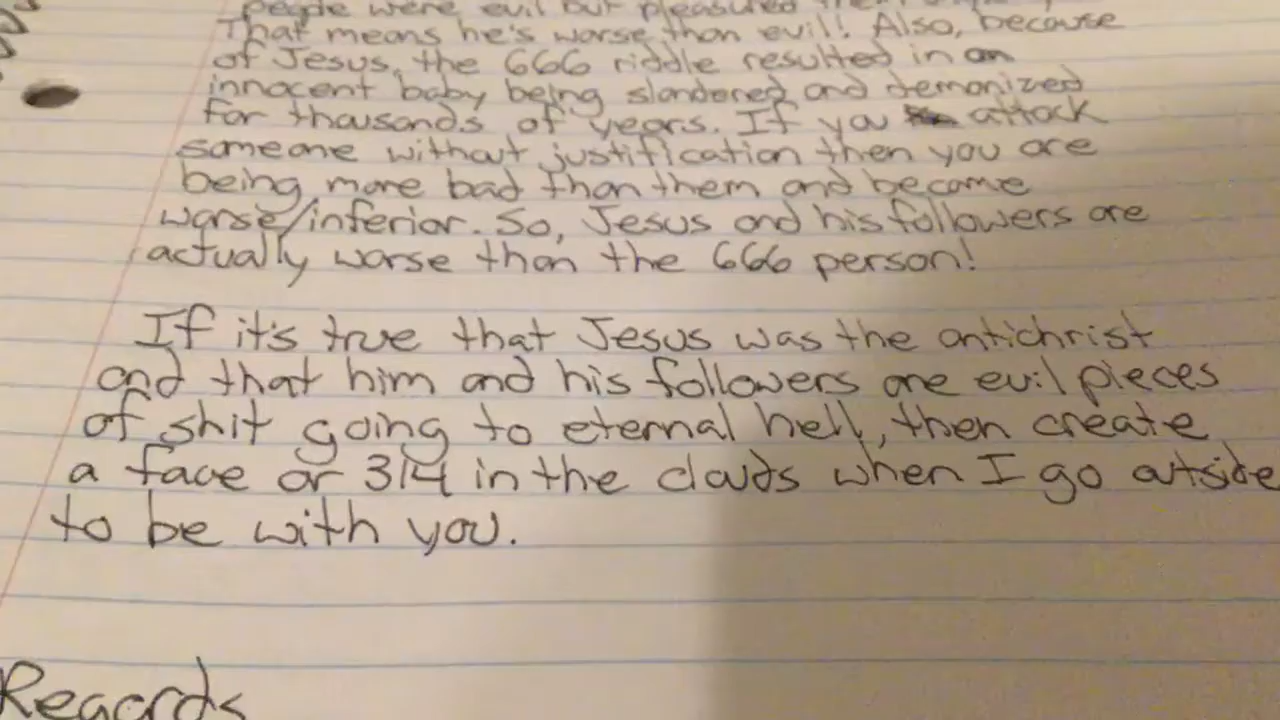 people were evil but pleasured them
That means he's worse than evil! Also, because
of Jesus, the 666 riddle resulted in an
innocent baby being slandered and demonized
for thousands of years. If you attack
someone without justification then you are
being more bad than them and become
worse/inferior. So, Jesus and his followers are
actually worse than the 666 person!
If it's true that Jesus was the antichrist
and that him and his followers are evil pieces
of shit going to eternal hell, then create
a face or 314 in the clouds when I go outside
to be with you.
Regards